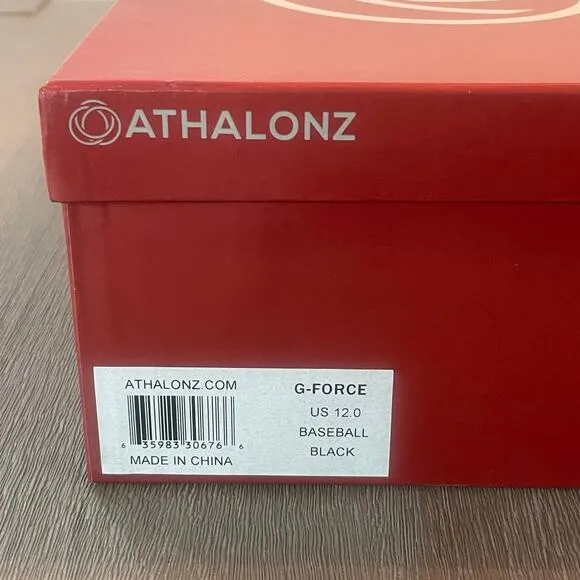 ATHALONZ
ATHALONZ.COM
6 35983 30676 6
MADE IN CHINA
G-FORCE
US 12.0
BASEBALL
BLACK